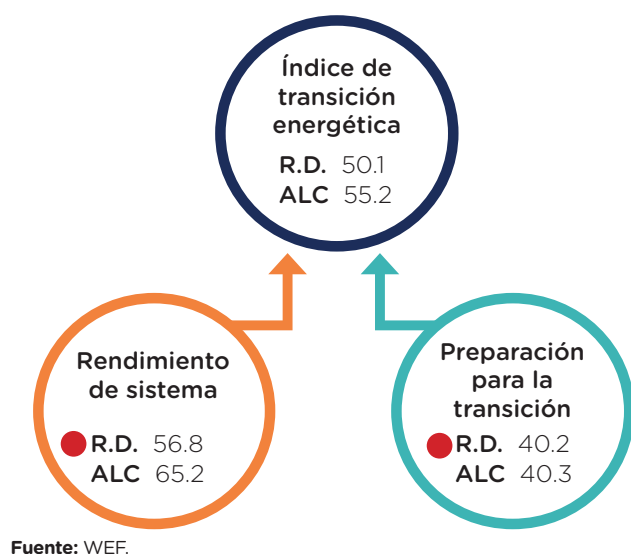 Índice de
transición
energética
R.D. 50.1
ALC 55.2
Rendimiento
de sistema
R.D. 56.8
ALC 65.2
Preparación
para la
transición
R.D. 40.2
ALC 40.3
Fuente: WEF.